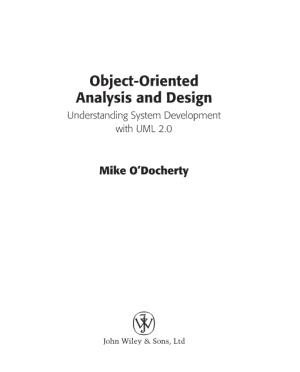 Object-Oriented
Analysis and Design
Understanding System Development
with UML 2.0
Mike O'Docherty
John Wiley & Sons, Ltd